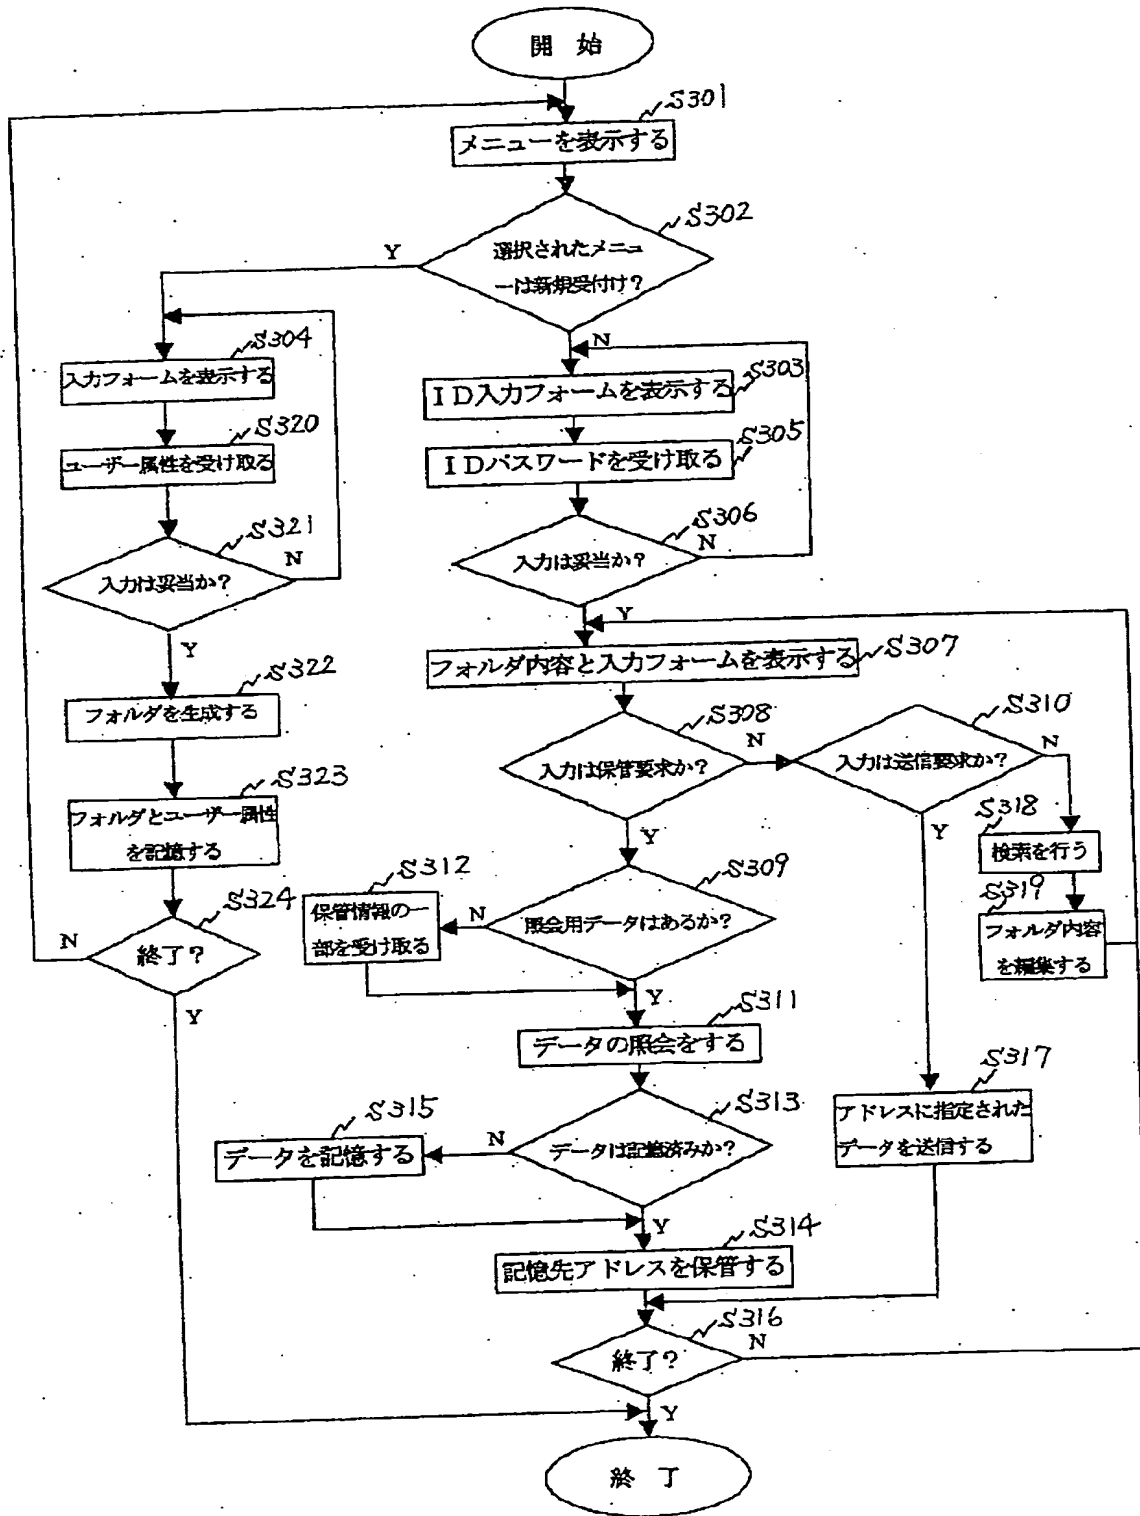 開 始
S301
メニューを表示する
S302
選択されたメニュ
ーは新規受付け?
Y
N
S304
入力フォームを表示する
S303
ID入力フォームを表示する
S320
ユーザー属性を受け取る
S305
IDパスワードを受け取る
S321
入力は妥当か?
N
Y
S306
入力は妥当か?
N
Y
S307
フォルダ内容と入力フォームを表示する
S322
フォルダを生成する
S308
入力は保管要求か?
N
Y
S310
入力は送信要求か?
N
Y
S323
フォルダとユーザー属性
を記憶する
S318
検索を行う
S324
終了?
N
Y
S312
保管情報の一
部を受け取る
S309
照会用データはあるか?
N
Y
S319
フォルダ内容
を編集する
S311
データの照会をする
S317
アドレスに指定された
データを送信する
S315
データを記憶する
S313
データは記憶済みか?
N
Y
S314
記憶先アドレスを保管する
S316
終了?
N
Y
終 了